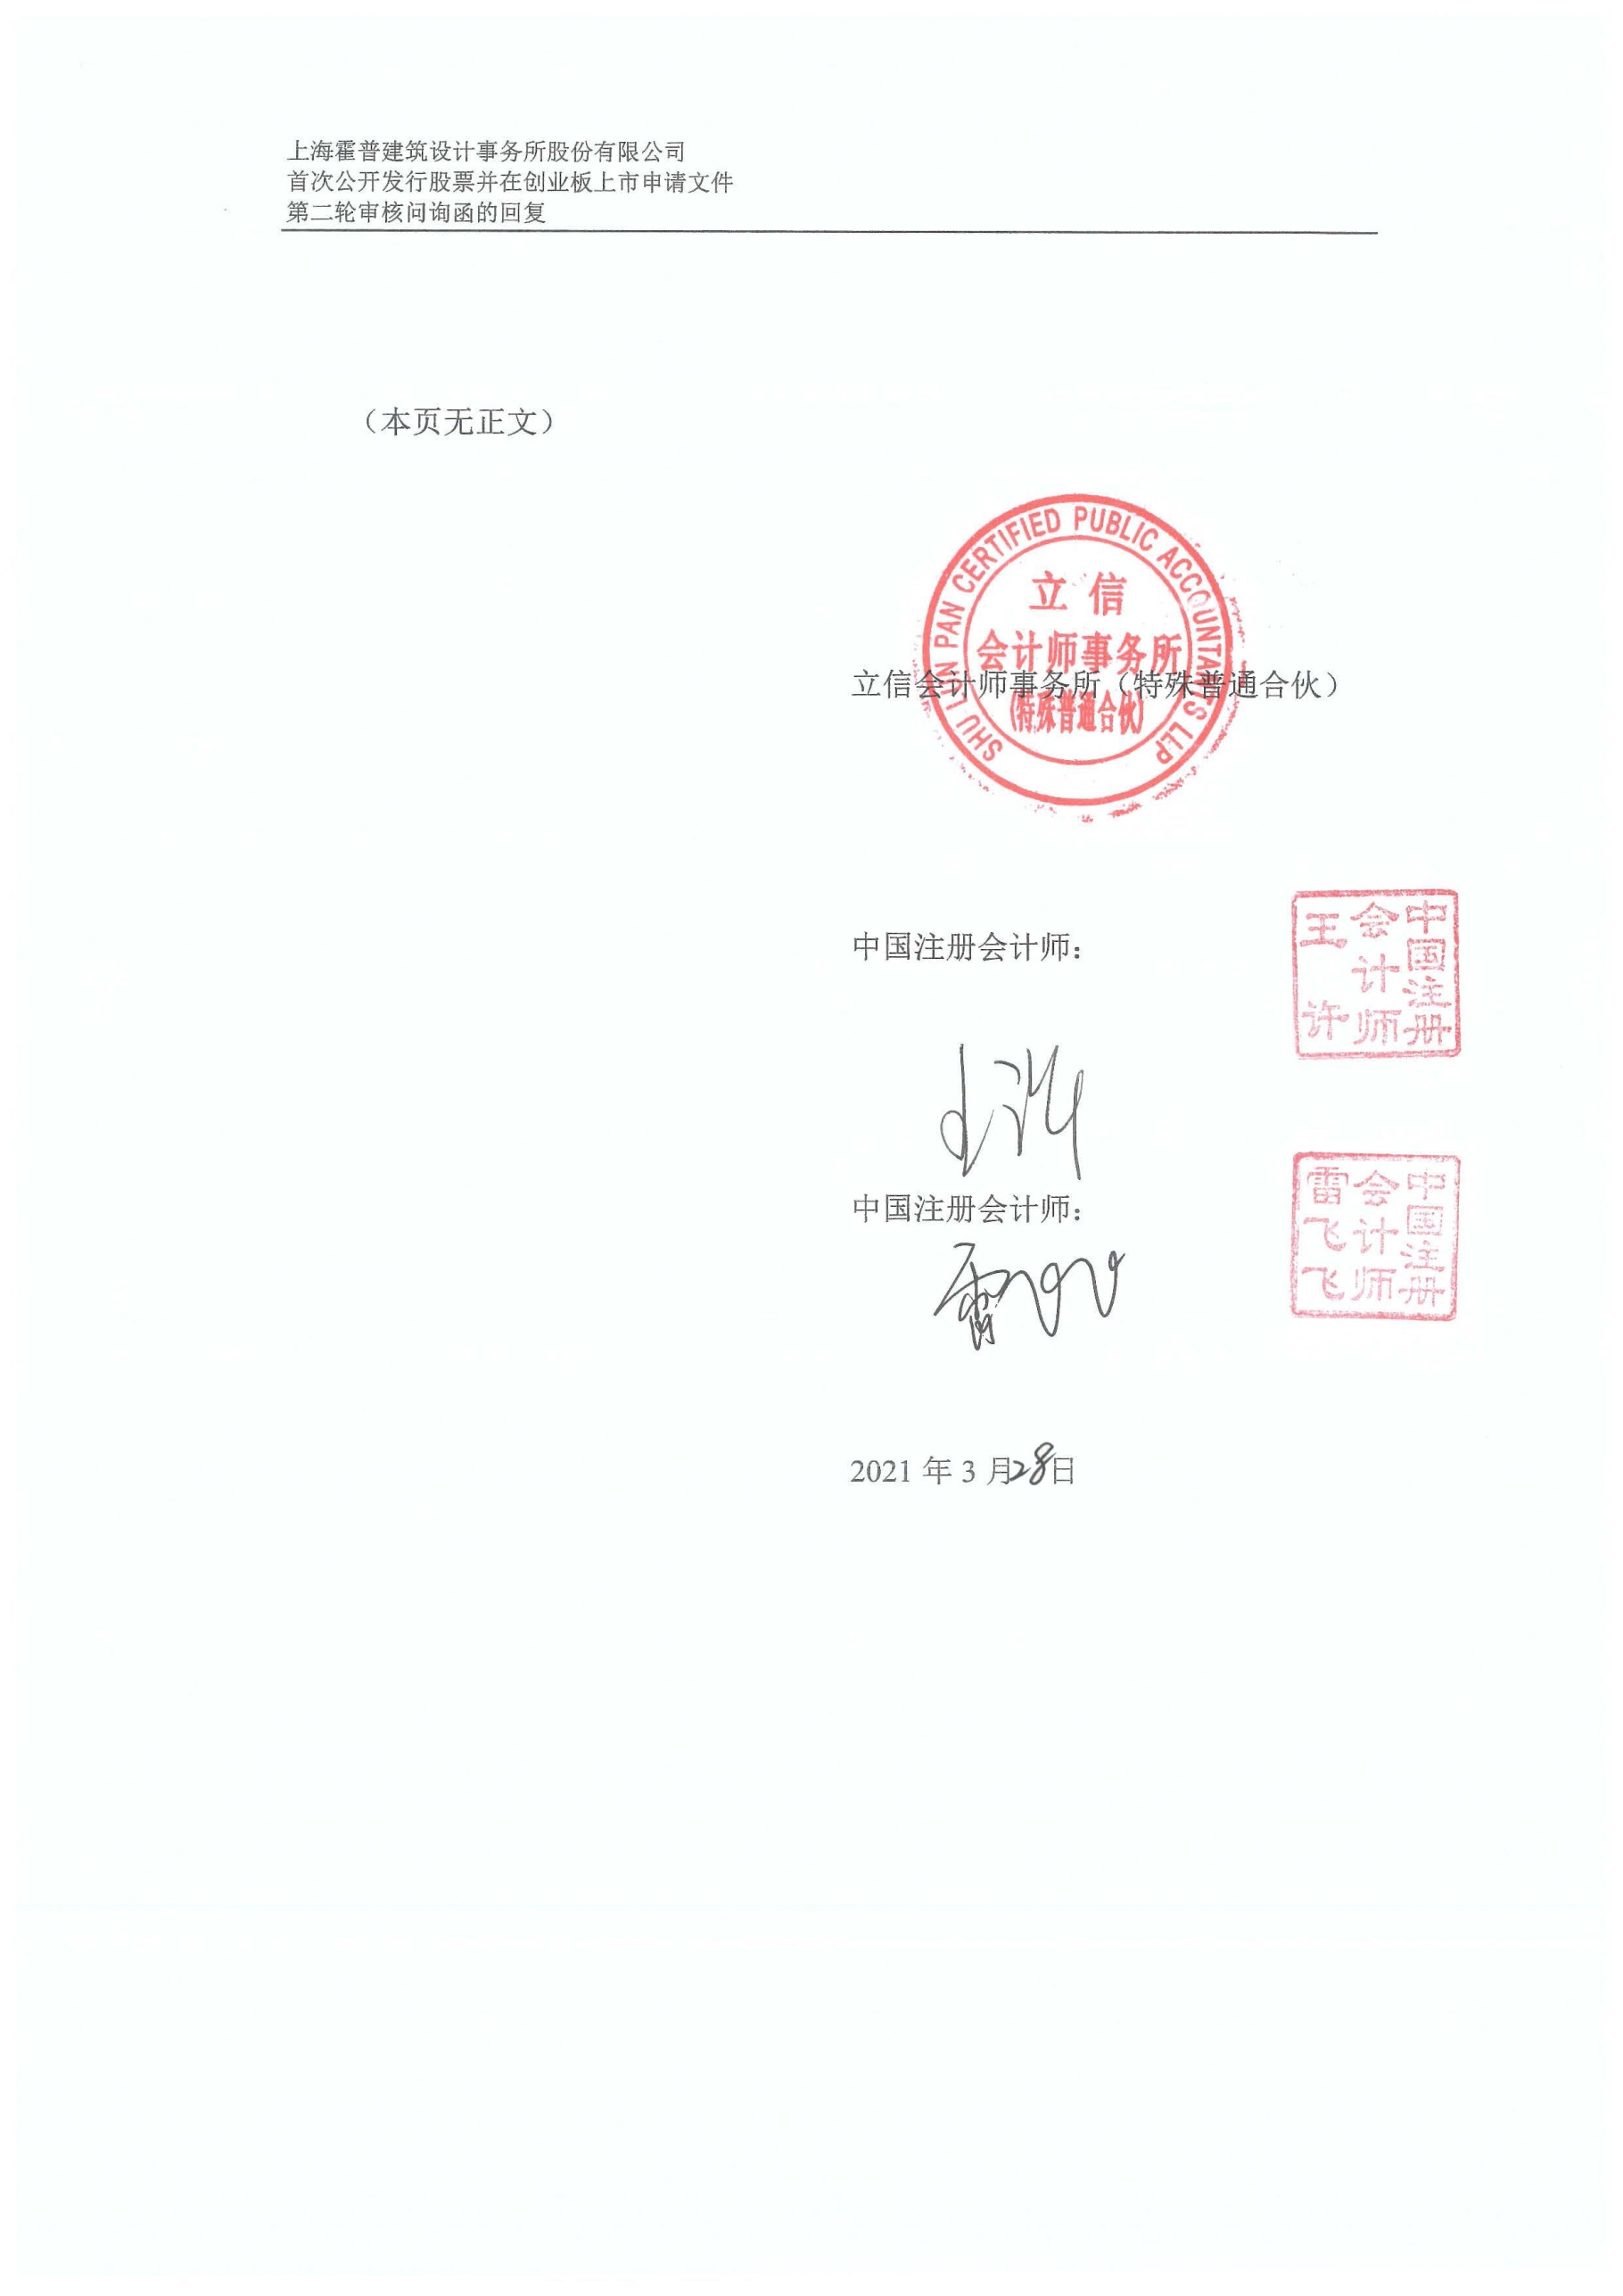 上海霍普建筑设计事务所股份有限公司
首次公开发行股票并在创业板上市申请文件
第二轮审核问询函的回复
（本页无正文）
SHU LUN PAN CERTIFIED PUBLIC ACCOUNTANTS LLP
立信
会计师事务所
(特殊普通合伙)
立信会计师事务所（特殊普通合伙）
中国注册会计师：
中国注册
会计师
王许
王许
中国注册会计师：
中国注册
会计师
雷飞飞
雷飞飞
2021 年 3 月28日